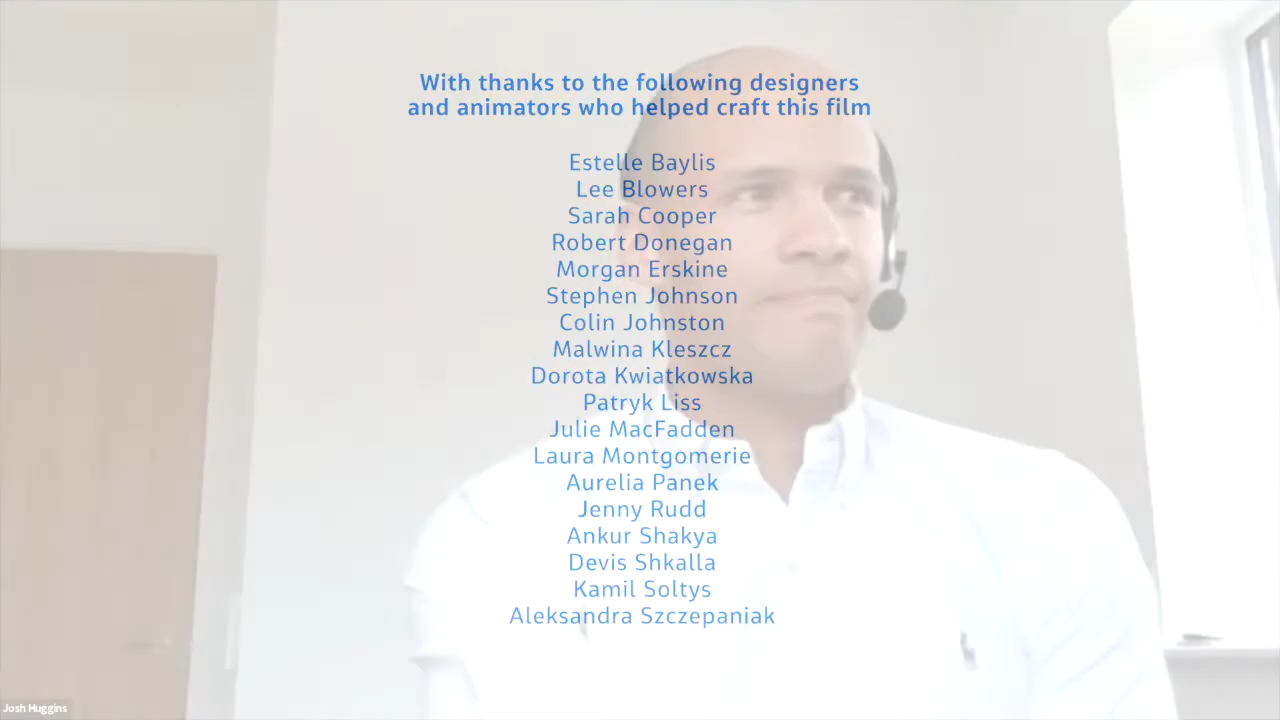 With thanks to the following designers
and animators who helped craft this film
Estelle Baylis
Lee Blowers
Sarah Cooper
Robert Donegan
Morgan Erskine
Stephen Johnson
Colin Johnston
Malwina Kleszcz
Dorota Kwiatkowska
Patryk Liss
Julie MacFadden
Laura Montgomerie
Aurelia Panek
Jenny Rudd
Ankur Shakya
Devis Shkalla
Kamil Soltys
Aleksandra Szczepaniak
Josh Huggins